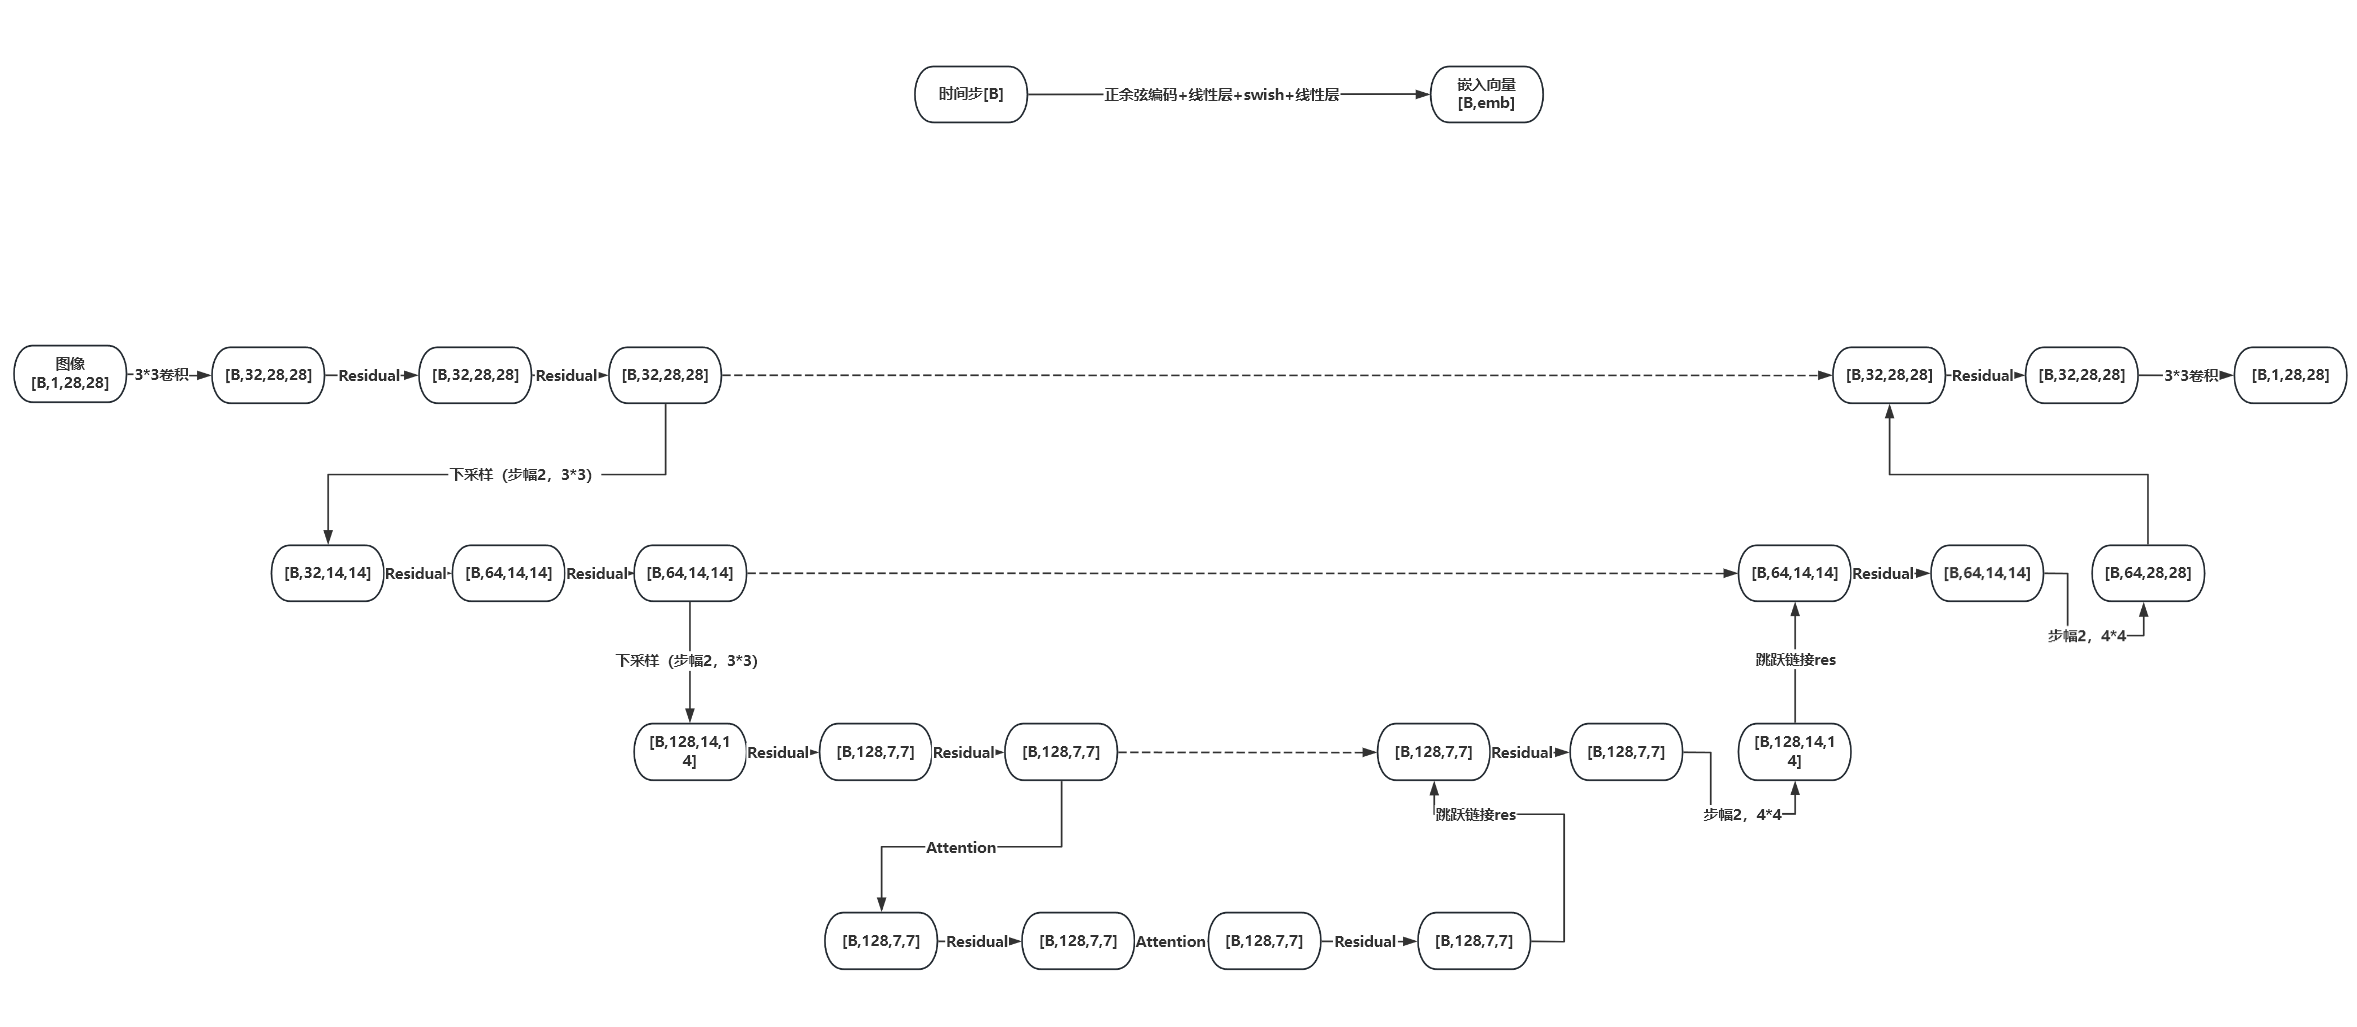 时间步[B]
正余弦编码+线性层+swish+线性层
嵌入向量
[B,emb]
图像
[B,1,28,28]
3*3卷积
[B,32,28,28]
Residual
[B,32,28,28]
Residual
[B,32,28,28]
[B,32,28,28]
Residual
[B,32,28,28]
3*3卷积
[B,1,28,28]
下采样（步幅2，3*3）
[B,32,14,14]
Residual
[B,64,14,14]
Residual
[B,64,14,14]
[B,64,14,14]
Residual
[B,64,14,14]
[B,64,28,28]
步幅2，4*4
下采样（步幅2，3*3）
跳跃链接res
[B,128,14,1
4]
Residual
[B,128,7,7]
Residual
[B,128,7,7]
[B,128,7,7]
Residual
[B,128,7,7]
[B,128,14,1
4]
跳跃链接res
步幅2，4*4
Attention
[B,128,7,7]
Residual
[B,128,7,7]
Attention
[B,128,7,7]
Residual
[B,128,7,7]